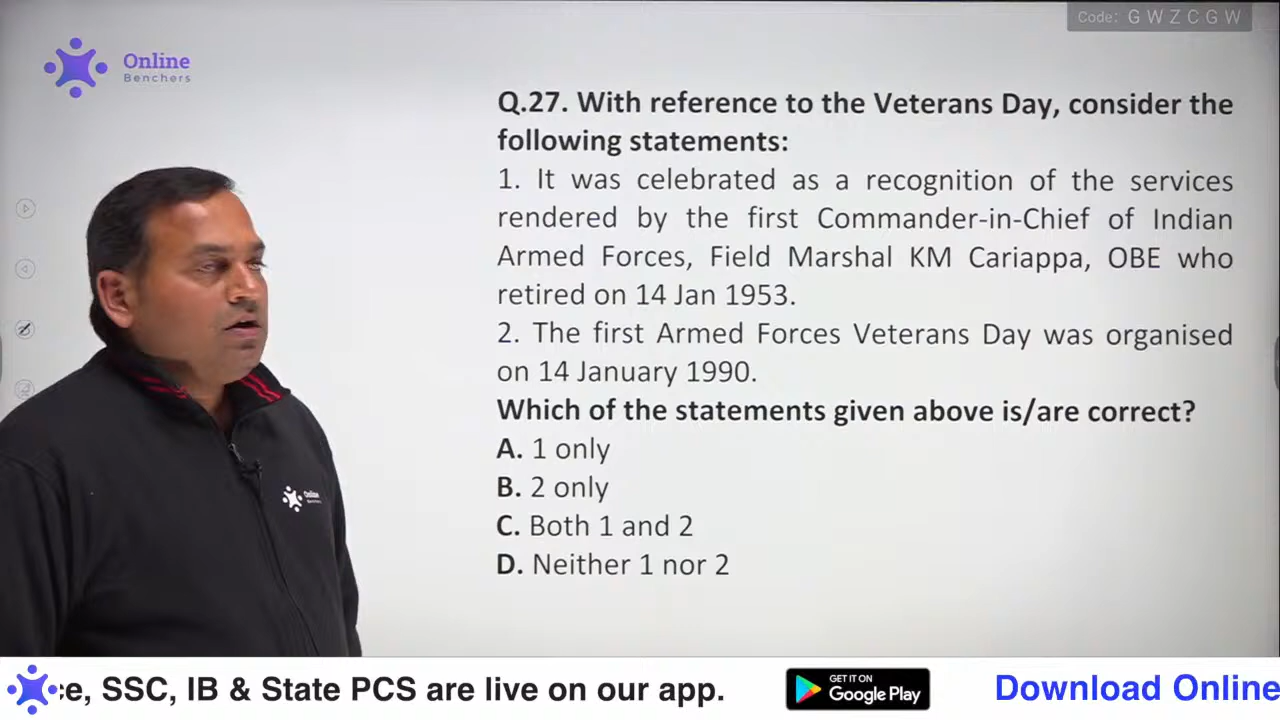 Code: G W Z C G W
Online
Benchers
Q.27. With reference to the Veterans Day, consider the
following statements:
1. It was celebrated as a recognition of the services
rendered by the first Commander-in-Chief of Indian
Armed Forces, Field Marshal KM Cariappa, OBE who
retired on 14 Jan 1953.
2. The first Armed Forces Veterans Day was organised
on 14 January 1990.
Which of the statements given above is/are correct?
A. 1 only
B. 2 only
C. Both 1 and 2
D. Neither 1 nor 2
Online
Benchers
ce, SSC, IB & State PCS are live on our app.
GET IT ON
Google Play
Download Online